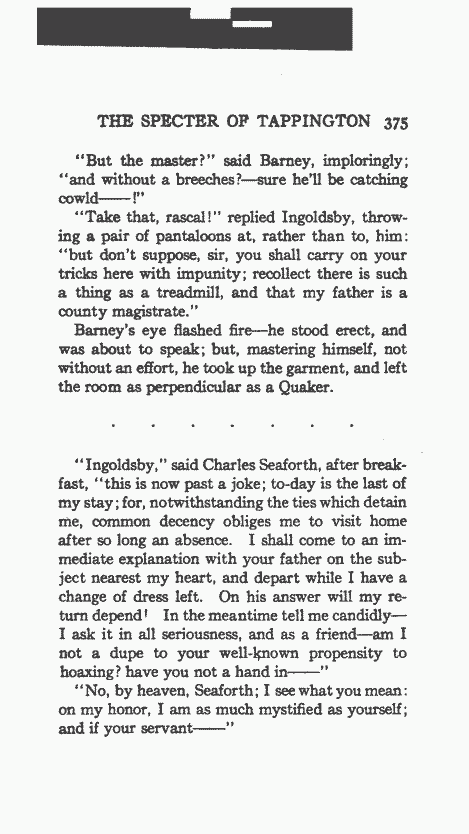 THE SPECTER OF TAPPINGTON 375
"But the master?" said Barney, imploringly;
"and without a breeches?—sure he'll be catching
cowld——!"
"Take that, rascal!" replied Ingoldsby, throw-
ing a pair of pantaloons at, rather than to, him:
"but don't suppose, sir, you shall carry on your
tricks here with impunity; recollect there is such
a thing as a treadmill, and that my father is a
county magistrate."
Barney's eye flashed fire—he stood erect, and
was about to speak; but, mastering himself, not
without an effort, he took up the garment, and left
the room as perpendicular as a Quaker.
. . . . . . .
"Ingoldsby," said Charles Seaforth, after break-
fast, "this is now past a joke; to-day is the last of
my stay; for, notwithstanding the ties which detain
me, common decency obliges me to visit home
after so long an absence. I shall come to an im-
mediate explanation with your father on the sub-
ject nearest my heart, and depart while I have a
change of dress left. On his answer will my re-
turn depend! In the meantime tell me candidly—
I ask it in all seriousness, and as a friend—am I
not a dupe to your well-known propensity to
hoaxing? have you not a hand in——"
"No, by heaven, Seaforth; I see what you mean:
on my honor, I am as much mystified as yourself;
and if your servant——"